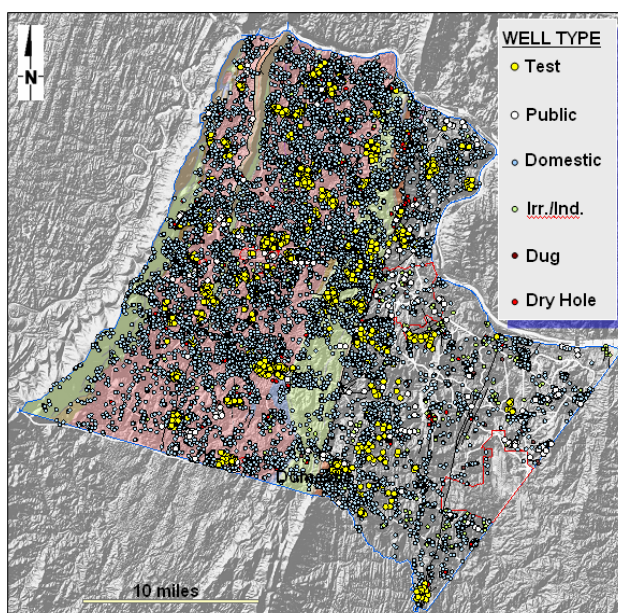 N
WELL TYPE
Test
Public
Domestic
Irr./Ind.
Dug
Dry Hole
10 miles